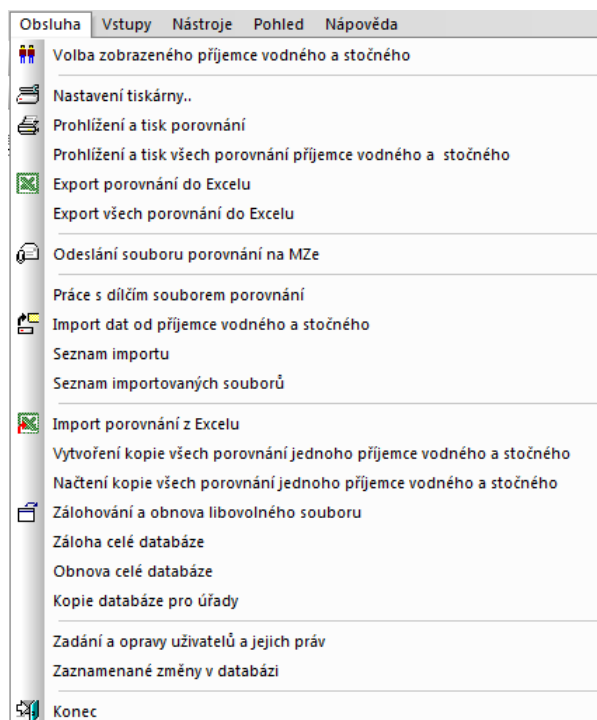 Obsluha Vstupy Nástroje Pohled Nápověda
Volba zobrazeného příjemce vodného a stočného
Nastavení tiskárny..
Prohlížení a tisk porovnání
Prohlížení a tisk všech porovnání příjemce vodného a stočného
Export porovnání do Excelu
Export všech porovnání do Excelu
Odeslání souboru porovnání na MZe
Práce s dílčím souborem porovnání
Import dat od příjemce vodného a stočného
Seznam importu
Seznam importovaných souborů
Import porovnání z Excelu
Vytvoření kopie všech porovnání jednoho příjemce vodného a stočného
Načtení kopie všech porovnání jednoho příjemce vodného a stočného
Zálohování a obnova libovolného souboru
Záloha celé databáze
Obnova celé databáze
Kopie databáze pro úřady
Zadání a opravy uživatelů a jejich práv
Zaznamenané změny v databázi
Konec